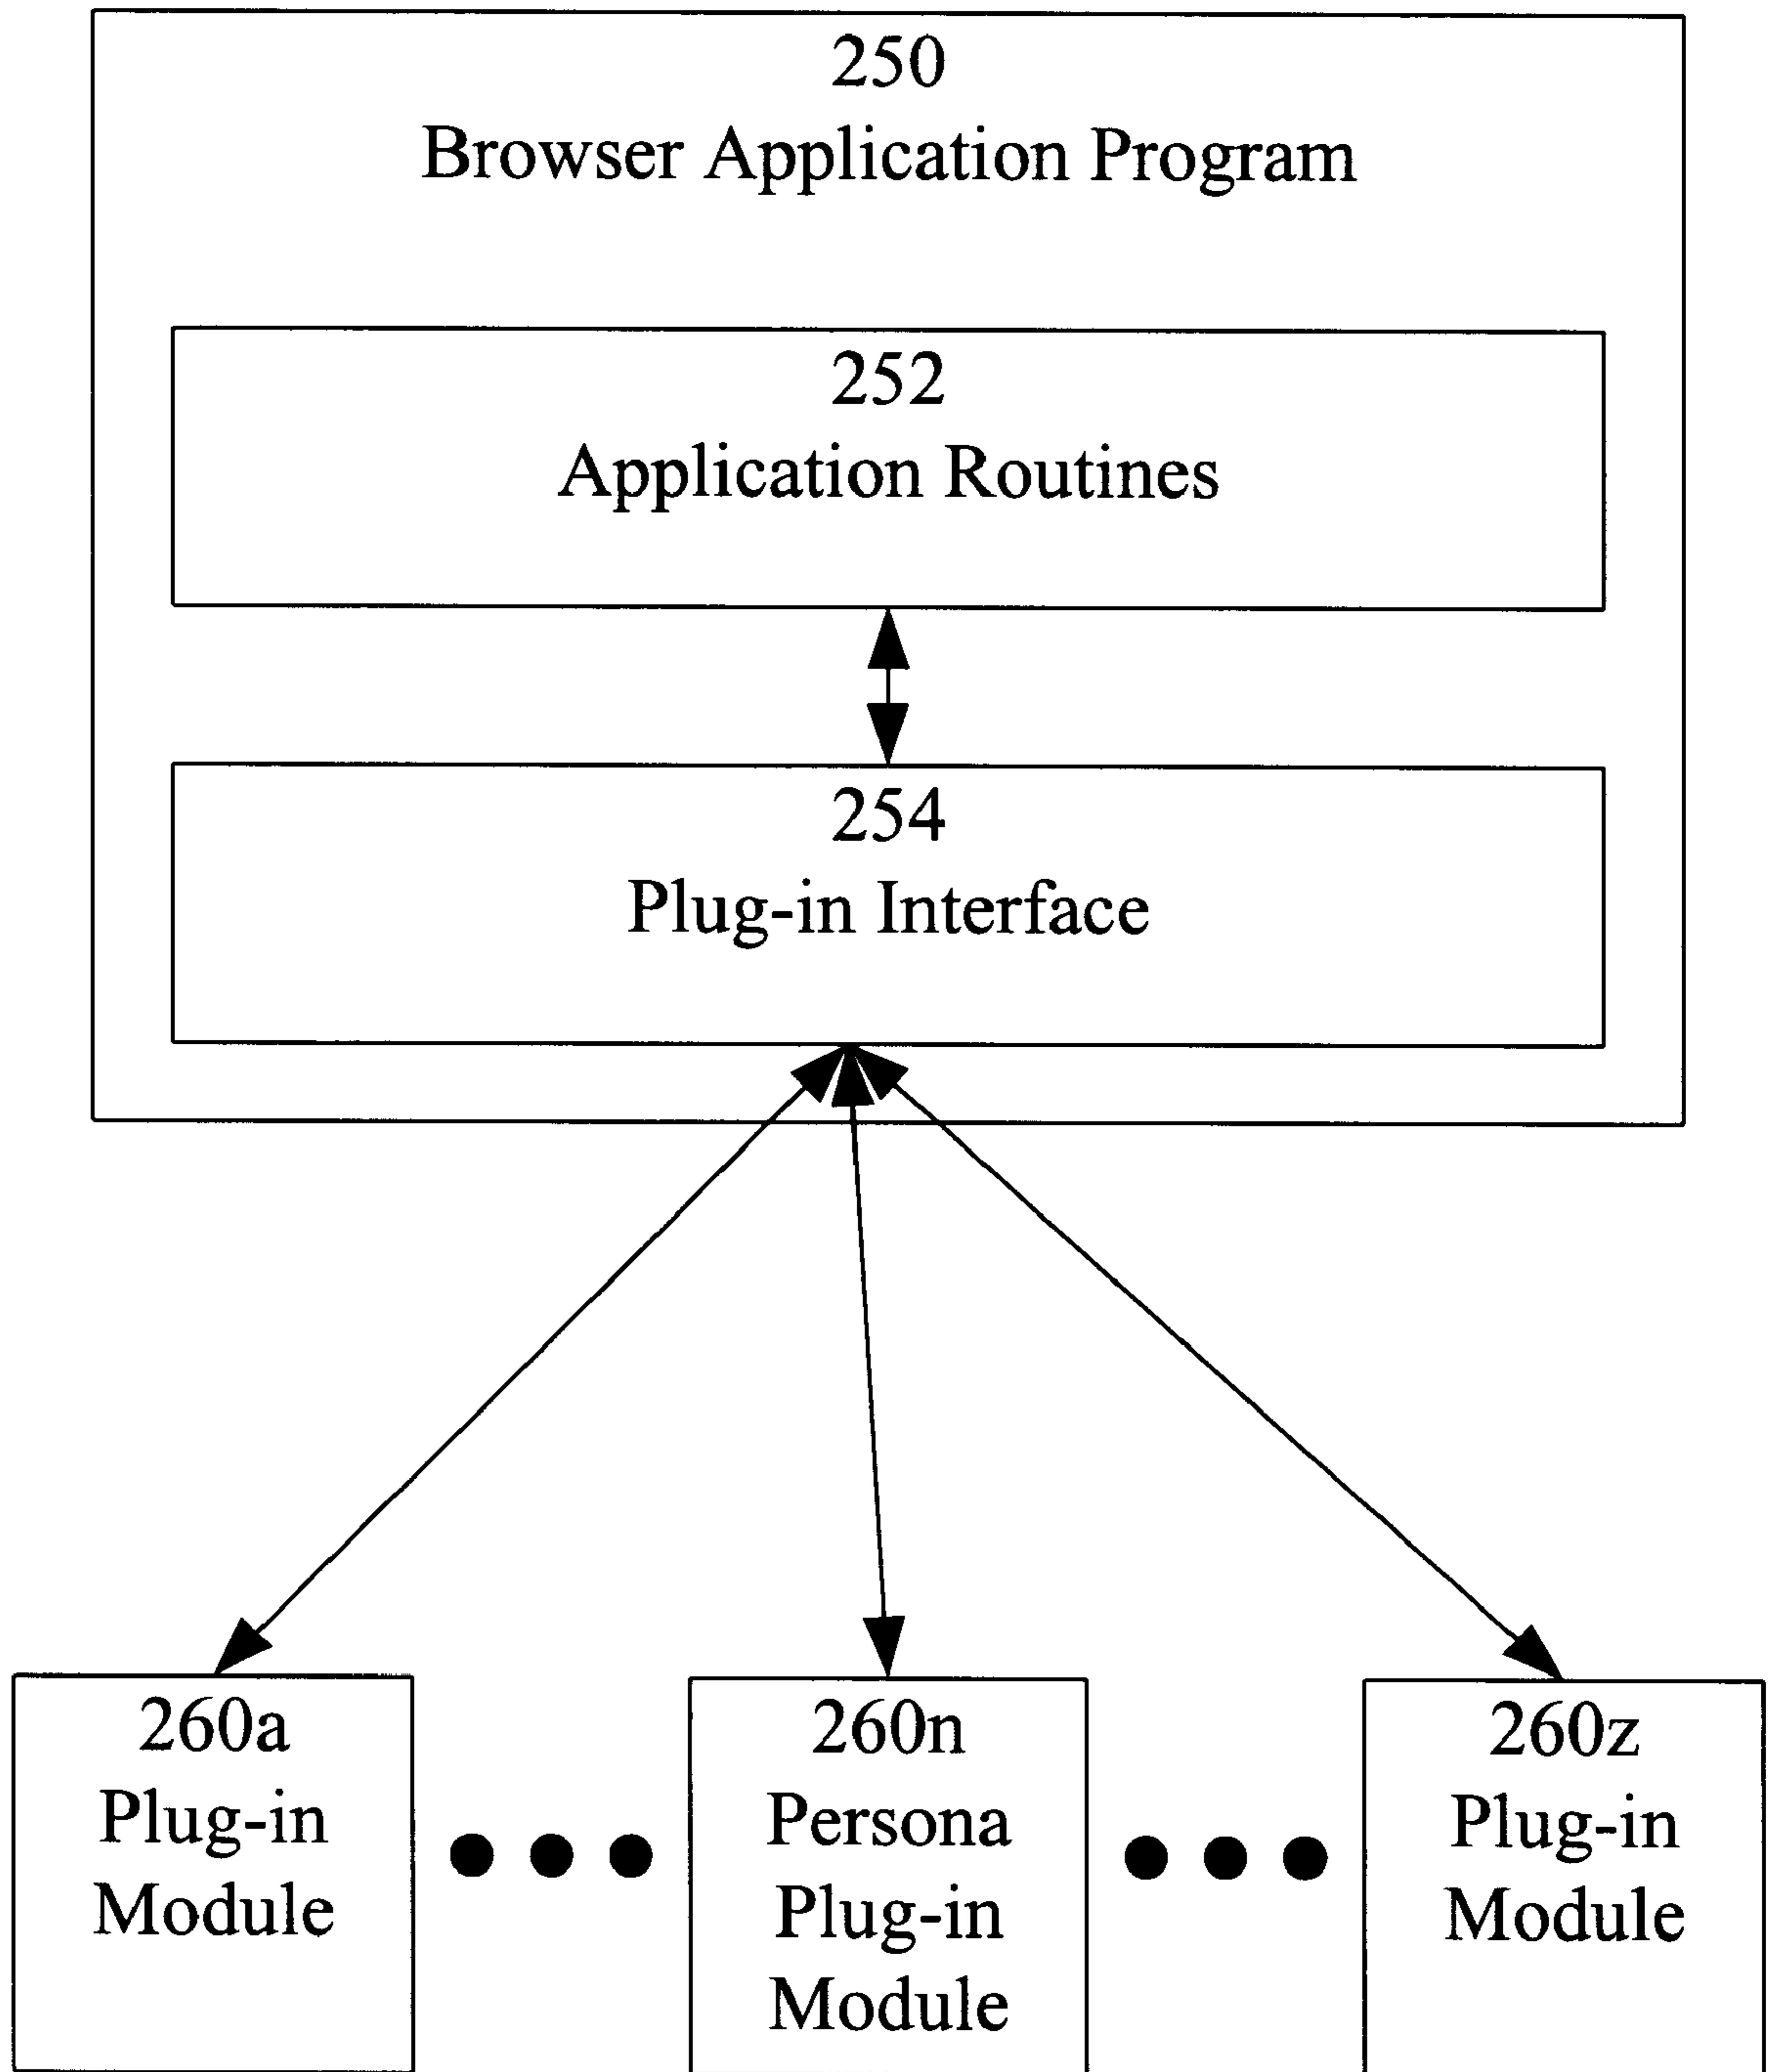 250
Browser Application Program
252
Application Routines
254
Plug-in Interface
260a
Plug-in
Module
260n
Persona
Plug-in
Module
260z
Plug-in
Module